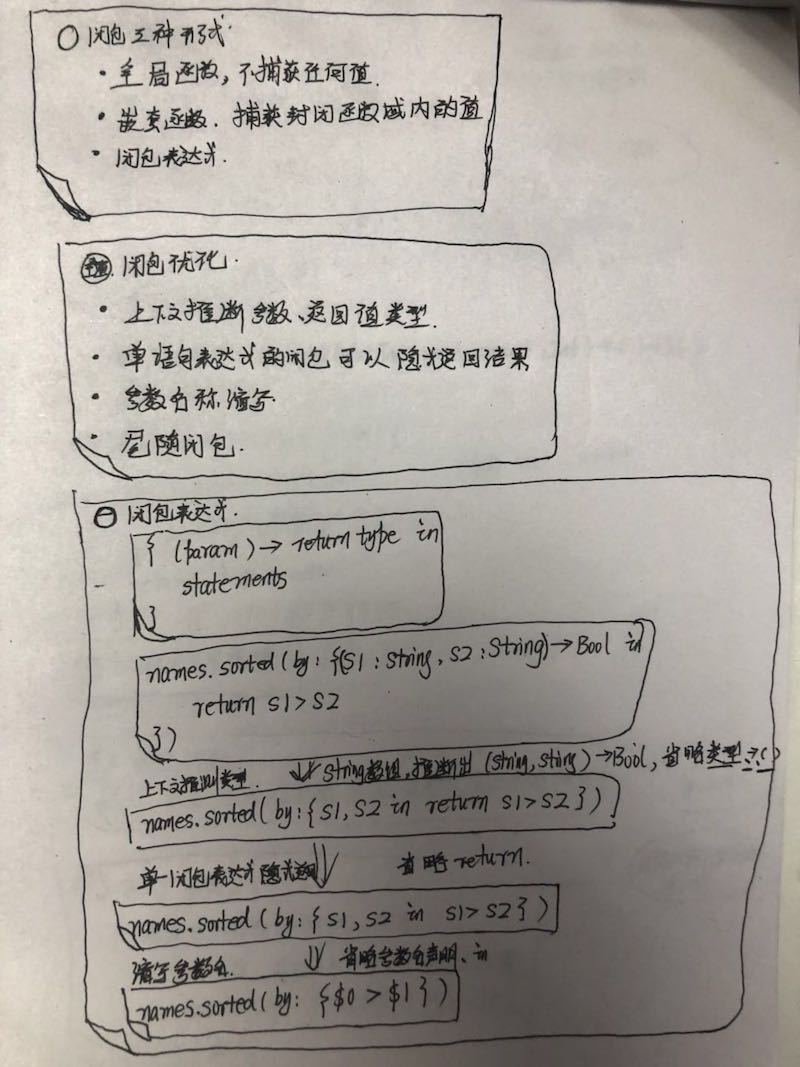 闭包三种形式
· 全局函数,不捕获任何值.
· 嵌套函数. 捕获封闭函数域内的值
· 闭包表达式.
闭包优化.
· 上下文推断参数、返回值类型.
· 单语句表达式的闭包可以隐式返回结果
· 参数名称缩写.
· 尾随闭包.
闭包表达式.
{ (param) → return type in
statements
}
names.sorted(by: {(S1: String, S2: String) → Bool in
return S1>S2
})
上下文推测类型. String数组,推断出 (String, String) → Bool, 省略类型、→、()
names.sorted(by: { S1, S2 in return S1>S2 })
单一闭包表达式隐式返回 省略return.
names.sorted(by: { S1, S2 in S1>S2 })
缩写参数名. 省略参数名声明、in
names.sorted(by: {$0 > $1})